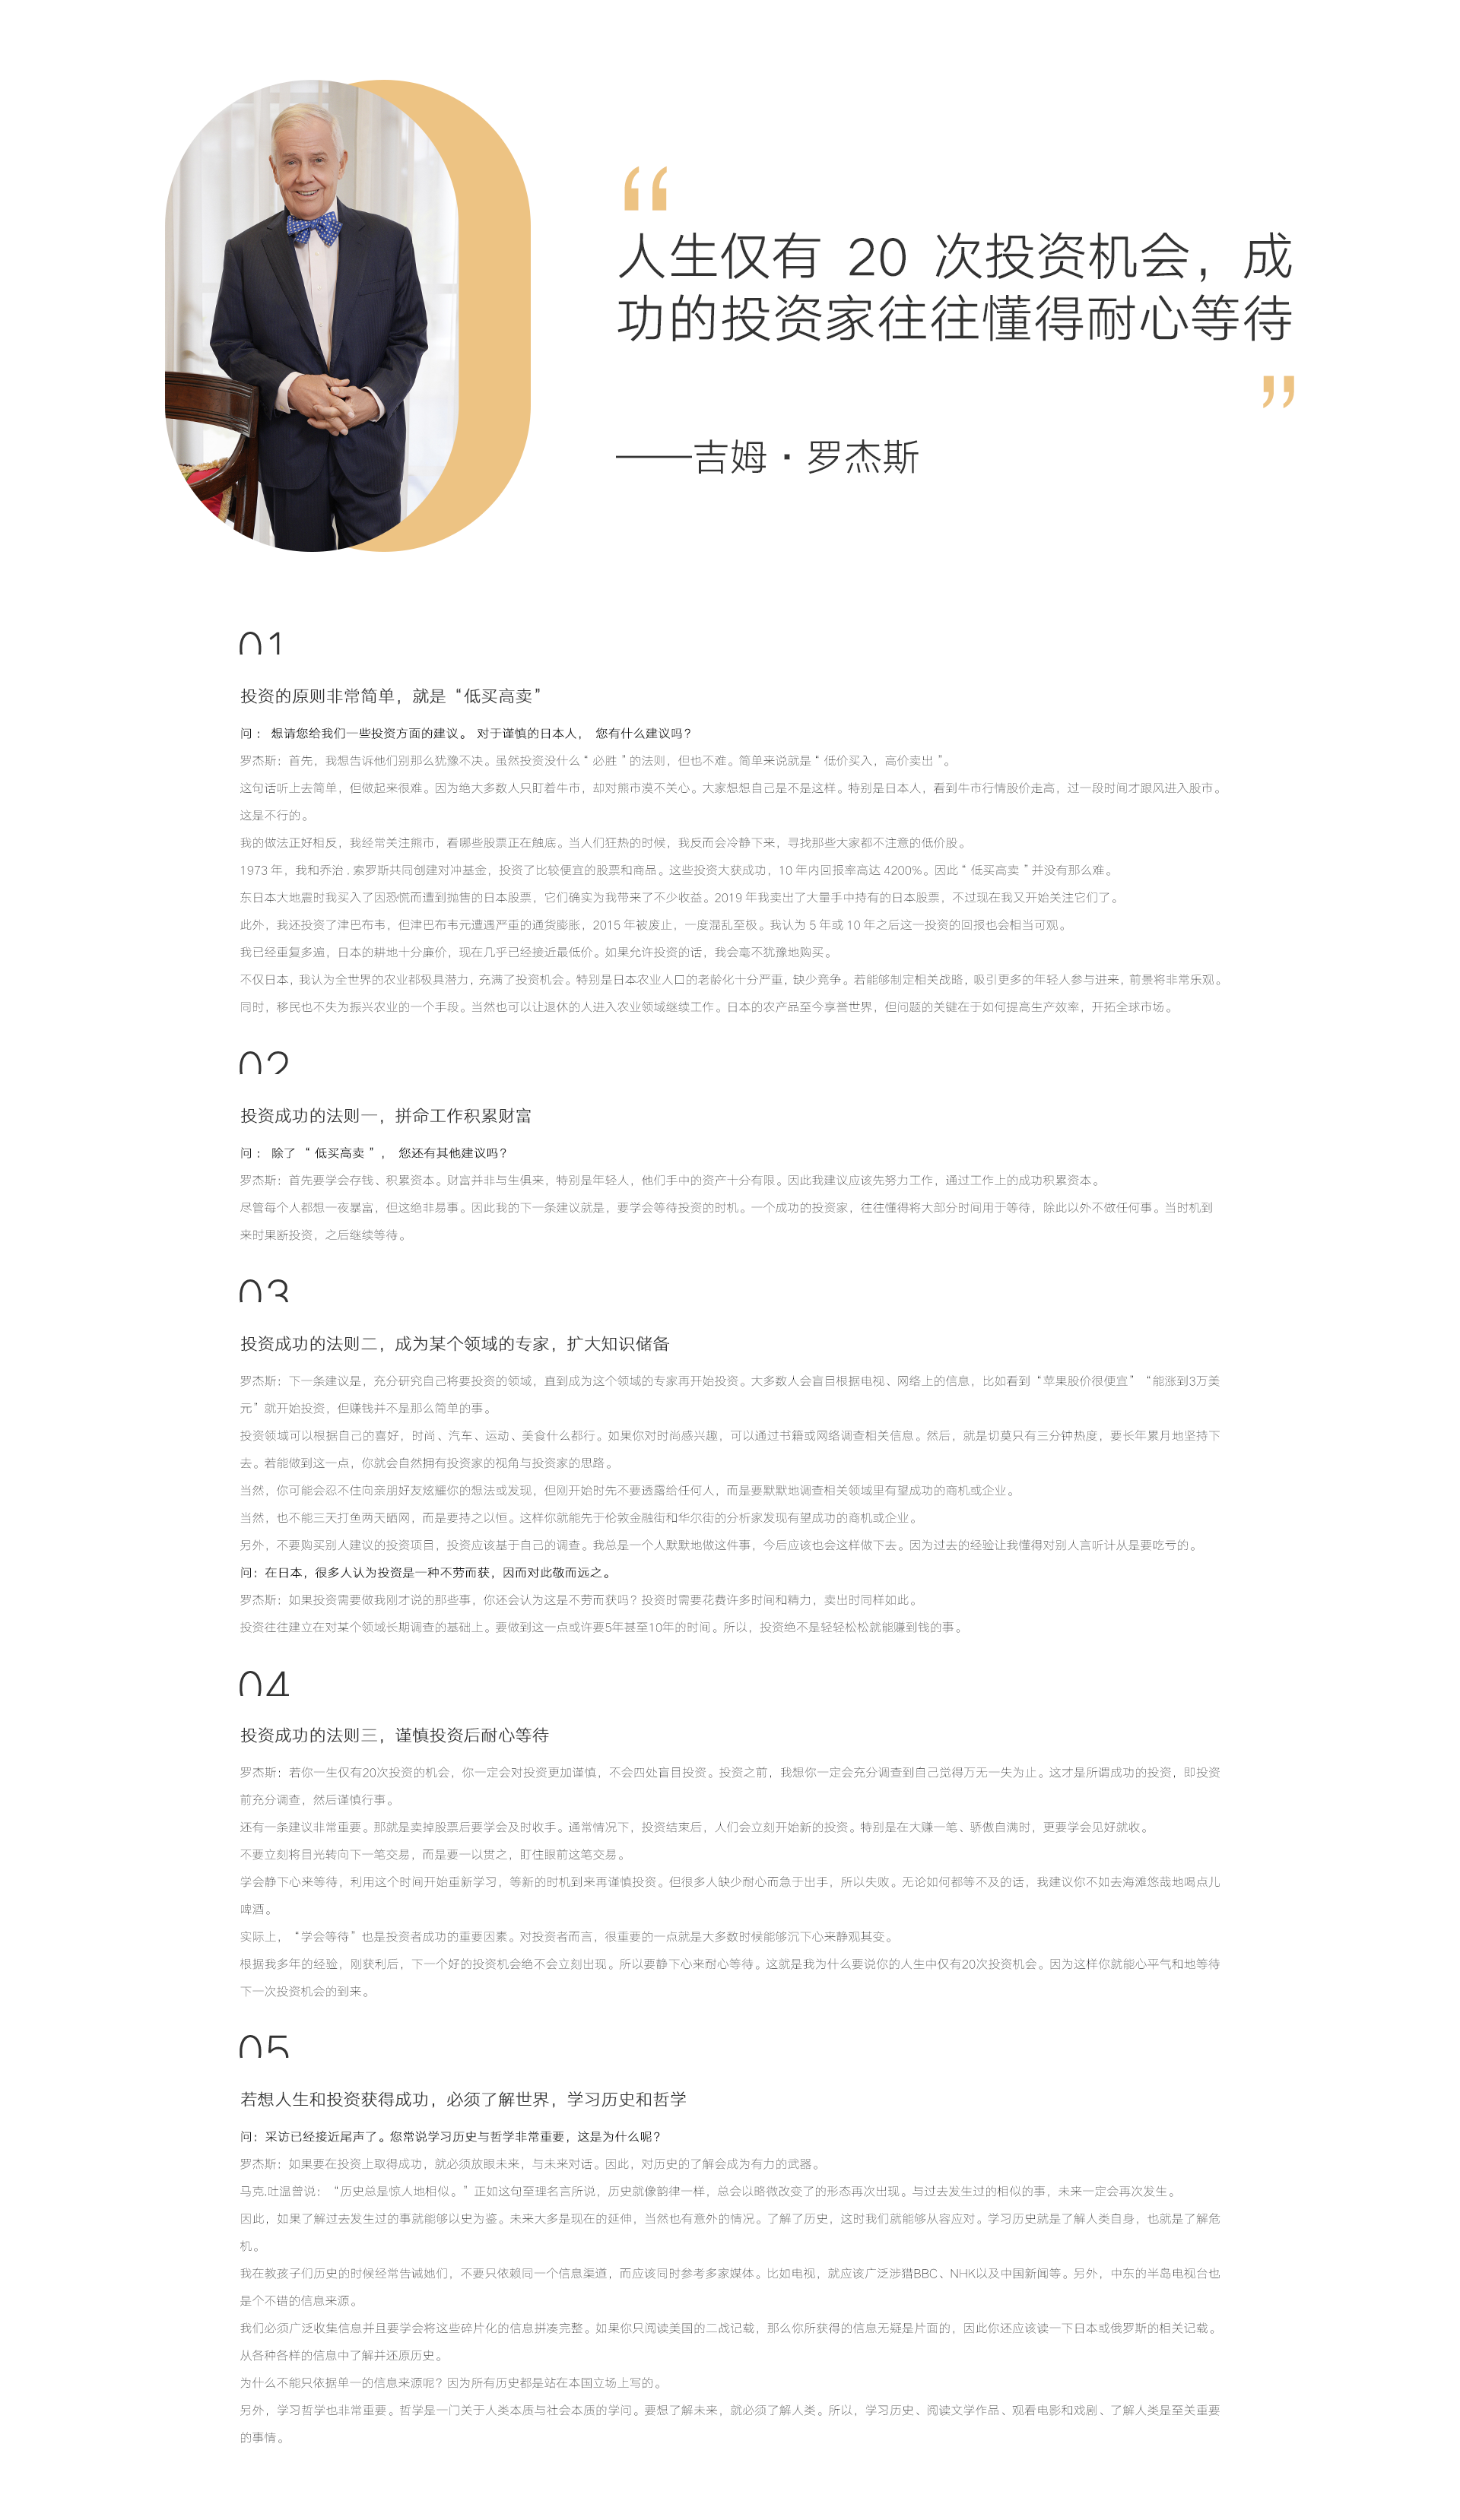 “
人生仅有 20 次投资机会，成
功的投资家往往懂得耐心等待
”
——吉姆·罗杰斯
01
投资的原则非常简单，就是“低买高卖”
问： 想请您给我们一些投资方面的建议。 对于谨慎的日本人， 您有什么建议吗？
罗杰斯：首先，我想告诉他们别那么犹豫不决。虽然投资没什么“ 必胜 ”的法则，但也不难。简单来说就是“ 低价买入，高价卖出 ”。
这句话听上去简单，但做起来很难。因为绝大多数人只盯着牛市，却对熊市漠不关心。大家想想自己是不是这样。特别是日本人，看到牛市行情股价走高，过一段时间才跟风进入股市。
这是不行的。
我的做法正好相反，我经常关注熊市，看哪些股票正在触底。当人们狂热的时候，我反而会冷静下来，寻找那些大家都不注意的低价股。
1973 年，我和乔治 . 索罗斯共同创建对冲基金，投资了比较便宜的股票和商品。这些投资大获成功，10 年内回报率高达 4200%。因此“ 低买高卖 ”并没有那么难。
东日本大地震时我买入了因恐慌而遭到抛售的日本股票，它们确实为我带来了不少收益。2019 年我卖出了大量手中持有的日本股票，不过现在我又开始关注它们了。
此外，我还投资了津巴布韦，但津巴布韦元遭遇严重的通货膨胀，2015 年被废止，一度混乱至极。我认为 5 年或 10 年之后这一投资的回报也会相当可观。
我已经重复多遍，日本的耕地十分廉价，现在几乎已经接近最低价。如果允许投资的话，我会毫不犹豫地购买。
不仅日本，我认为全世界的农业都极具潜力，充满了投资机会。特别是日本农业人口的老龄化十分严重，缺少竞争。若能够制定相关战略，吸引更多的年轻人参与进来，前景将非常乐观。
同时，移民也不失为振兴农业的一个手段。当然也可以让退休的人进入农业领域继续工作。日本的农产品至今享誉世界，但问题的关键在于如何提高生产效率，开拓全球市场。
02
投资成功的法则一，拼命工作积累财富
问： 除了 “ 低买高卖 ”， 您还有其他建议吗？
罗杰斯：首先要学会存钱、积累资本。财富并非与生俱来，特别是年轻人，他们手中的资产十分有限。因此我建议应该先努力工作，通过工作上的成功积累资本。
尽管每个人都想一夜暴富，但这绝非易事。因此我的下一条建议就是，要学会等待投资的时机。一个成功的投资家，往往懂得将大部分时间用于等待，除此以外不做任何事。当时机到
来时果断投资，之后继续等待。
03
投资成功的法则二，成为某个领域的专家，扩大知识储备
罗杰斯：下一条建议是，充分研究自己将要投资的领域，直到成为这个领域的专家再开始投资。大多数人会盲目根据电视、网络上的信息，比如看到“苹果股价很便宜”“能涨到3万美
元”就开始投资，但赚钱并不是那么简单的事。
投资领域可以根据自己的喜好，时尚、汽车、运动、美食什么都行。如果你对时尚感兴趣，可以通过书籍或网络调查相关信息。然后，就是切莫只有三分钟热度，要长年累月地坚持下
去。若能做到这一点，你就会自然拥有投资家的视角与投资家的思路。
当然，你可能会忍不住向亲朋好友炫耀你的想法或发现，但刚开始时先不要透露给任何人，而是要默默地调查相关领域里有望成功的商机或企业。
当然，也不能三天打鱼两天晒网，而是要持之以恒。这样你就能先于伦敦金融街和华尔街的分析家发现有望成功的商机或企业。
另外，不要购买别人建议的投资项目，投资应该基于自己的调查。我总是一个人默默地做这件事，今后应该也会这样做下去。因为过去的经验让我懂得对别人言听计从是要吃亏的。
问：在日本，很多人认为投资是一种不劳而获，因而对此敬而远之。
罗杰斯：如果投资需要做我刚才说的那些事，你还会认为这是不劳而获吗？投资时需要花费许多时间和精力，卖出时同样如此。
投资往往建立在对某个领域长期调查的基础上。要做到这一点或许要5年甚至10年的时间。所以，投资绝不是轻轻松松就能赚到钱的事。
04
投资成功的法则三，谨慎投资后耐心等待
罗杰斯：若你一生仅有20次投资的机会，你一定会对投资更加谨慎，不会四处盲目投资。投资之前，我想你一定会充分调查到自己觉得万无一失为止。这才是所谓成功的投资，即投资
前充分调查，然后谨慎行事。
还有一条建议非常重要。那就是卖掉股票后要学会及时收手。通常情况下，投资结束后，人们会立刻开始新的投资。特别是在大赚一笔、骄傲自满时，更要学会见好就收。
不要立刻将目光转向下一笔交易，而是要一以贯之，盯住眼前这笔交易。
学会静下心来等待，利用这个时间开始重新学习，等新的时机到来再谨慎投资。但很多人缺少耐心而急于出手，所以失败。无论如何都等不及的话，我建议你不如去海滩悠哉地喝点儿
啤酒。
实际上，“学会等待”也是投资者成功的重要因素。对投资者而言，很重要的一点就是大多数时候能够沉下心来静观其变。
根据我多年的经验，刚获利后，下一个好的投资机会绝不会立刻出现。所以要静下心来耐心等待。这就是我为什么要说你的人生中仅有20次投资机会。因为这样你就能心平气和地等待
下一次投资机会的到来。
05
若想人生和投资获得成功，必须了解世界，学习历史和哲学
问：采访已经接近尾声了。您常说学习历史与哲学非常重要，这是为什么呢？
罗杰斯：如果要在投资上取得成功，就必须放眼未来，与未来对话。因此，对历史的了解会成为有力的武器。
马克.吐温曾说：“历史总是惊人地相似。”正如这句至理名言所说，历史就像韵律一样，总会以略微改变了的形态再次出现。与过去发生过的相似的事，未来一定会再次发生。
因此，如果了解过去发生过的事就能够以史为鉴。未来大多是现在的延伸，当然也有意外的情况。了解了历史，这时我们就能够从容应对。学习历史就是了解人类自身，也就是了解危
机。
我在教孩子们历史的时候经常告诫她们，不要只依赖同一个信息渠道，而应该同时参考多家媒体。比如电视，就应该广泛涉猎BBC、NHK以及中国新闻等。另外，中东的半岛电视台也
是个不错的信息来源。
我们必须广泛收集信息并且要学会将这些碎片化的信息拼凑完整。如果你只阅读美国的二战记载，那么你所获得的信息无疑是片面的，因此你还应该读一下日本或俄罗斯的相关记载。
从各种各样的信息中了解并还原历史。
为什么不能只依据单一的信息来源呢？因为所有历史都是站在本国立场上写的。
另外，学习哲学也非常重要。哲学是一门关于人类本质与社会本质的学问。要想了解未来，就必须了解人类。所以，学习历史、阅读文学作品、观看电影和戏剧、了解人类是至关重要
的事情。